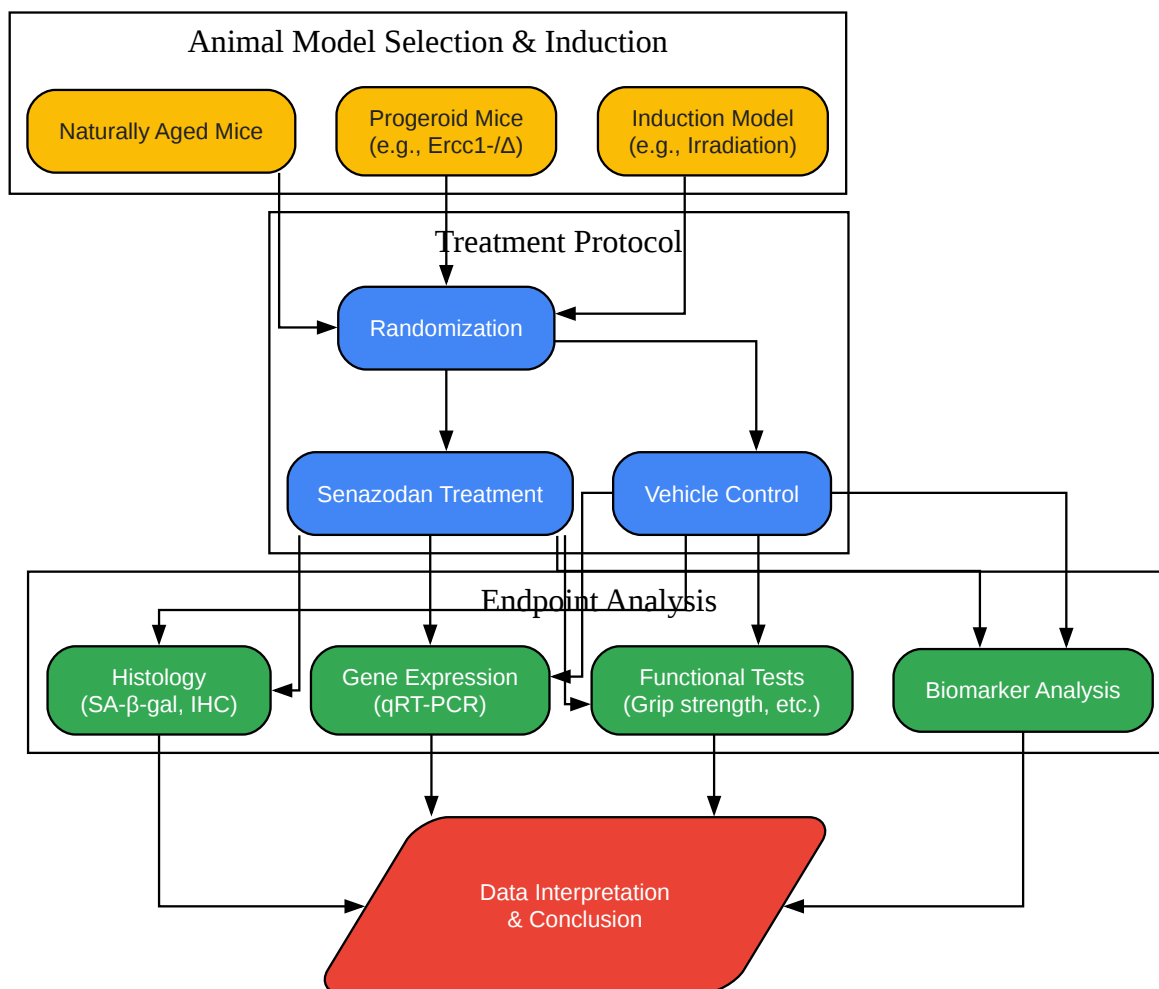 Animal Model Selection & Induction
Naturally Aged Mice
Progeroid Mice
(e.g., Ercc1-/Δ)
Induction Model
(e.g., Irradiation)
Treatment Protocol
Randomization
Senazodan Treatment
Vehicle Control
Endpoint Analysis
Histology
(SA-β-gal, IHC)
Gene Expression
(qRT-PCR)
Functional Tests
(Grip strength, etc.)
Biomarker Analysis
Data Interpretation
& Conclusion